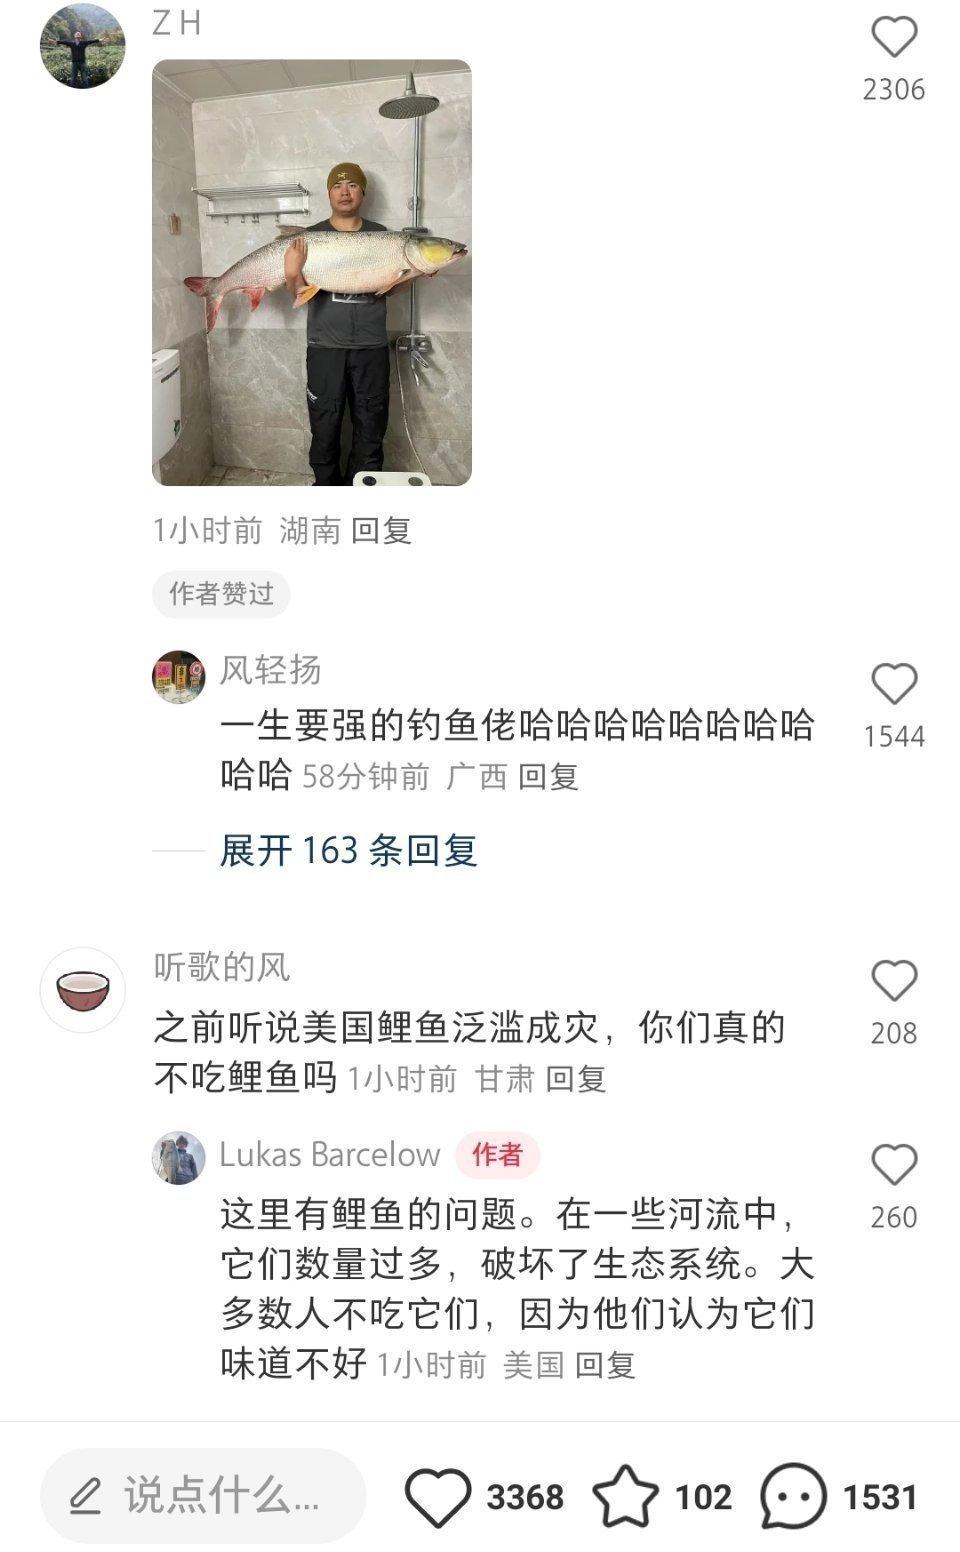 Z H
2306
1小时前 湖南 回复
作者赞过
风轻扬
一生要强的钓鱼佬哈哈哈哈哈哈哈哈
哈哈 58分钟前 广西 回复
1544
展开 163 条回复
听歌的风
之前听说美国鲤鱼泛滥成灾，你们真的
不吃鲤鱼吗 1小时前 甘肃 回复
208
Lukas Barcelow 作者
这里有鲤鱼的问题。在一些河流中，
它们数量过多，破坏了生态系统。大
多数人不吃它们，因为他们认为它们
味道不好 1小时前 美国 回复
260
说点什么... 3368 102 1531